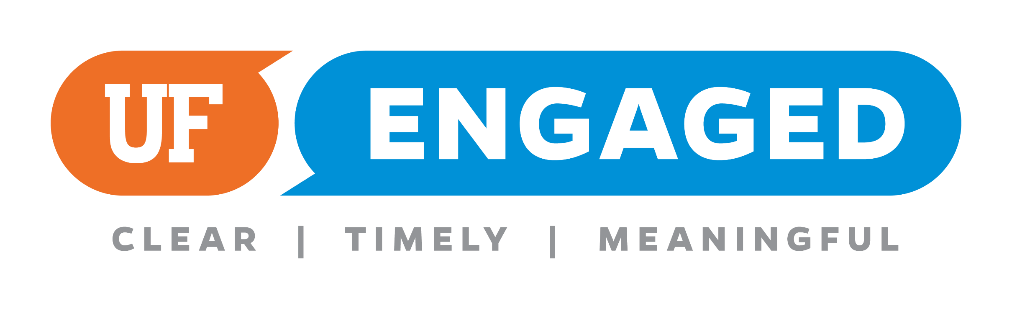 UF ENGAGED
CLEAR | TIMELY | MEANINGFUL